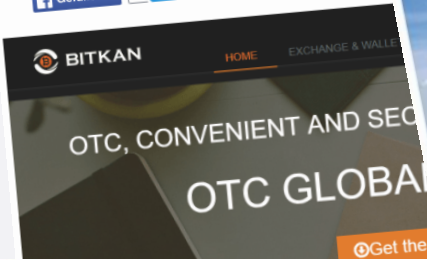 BITKAN
HOME
EXCHANGE & WALLE
OTC, CONVENIENT AND SEC
OTC GLOBA
Get the